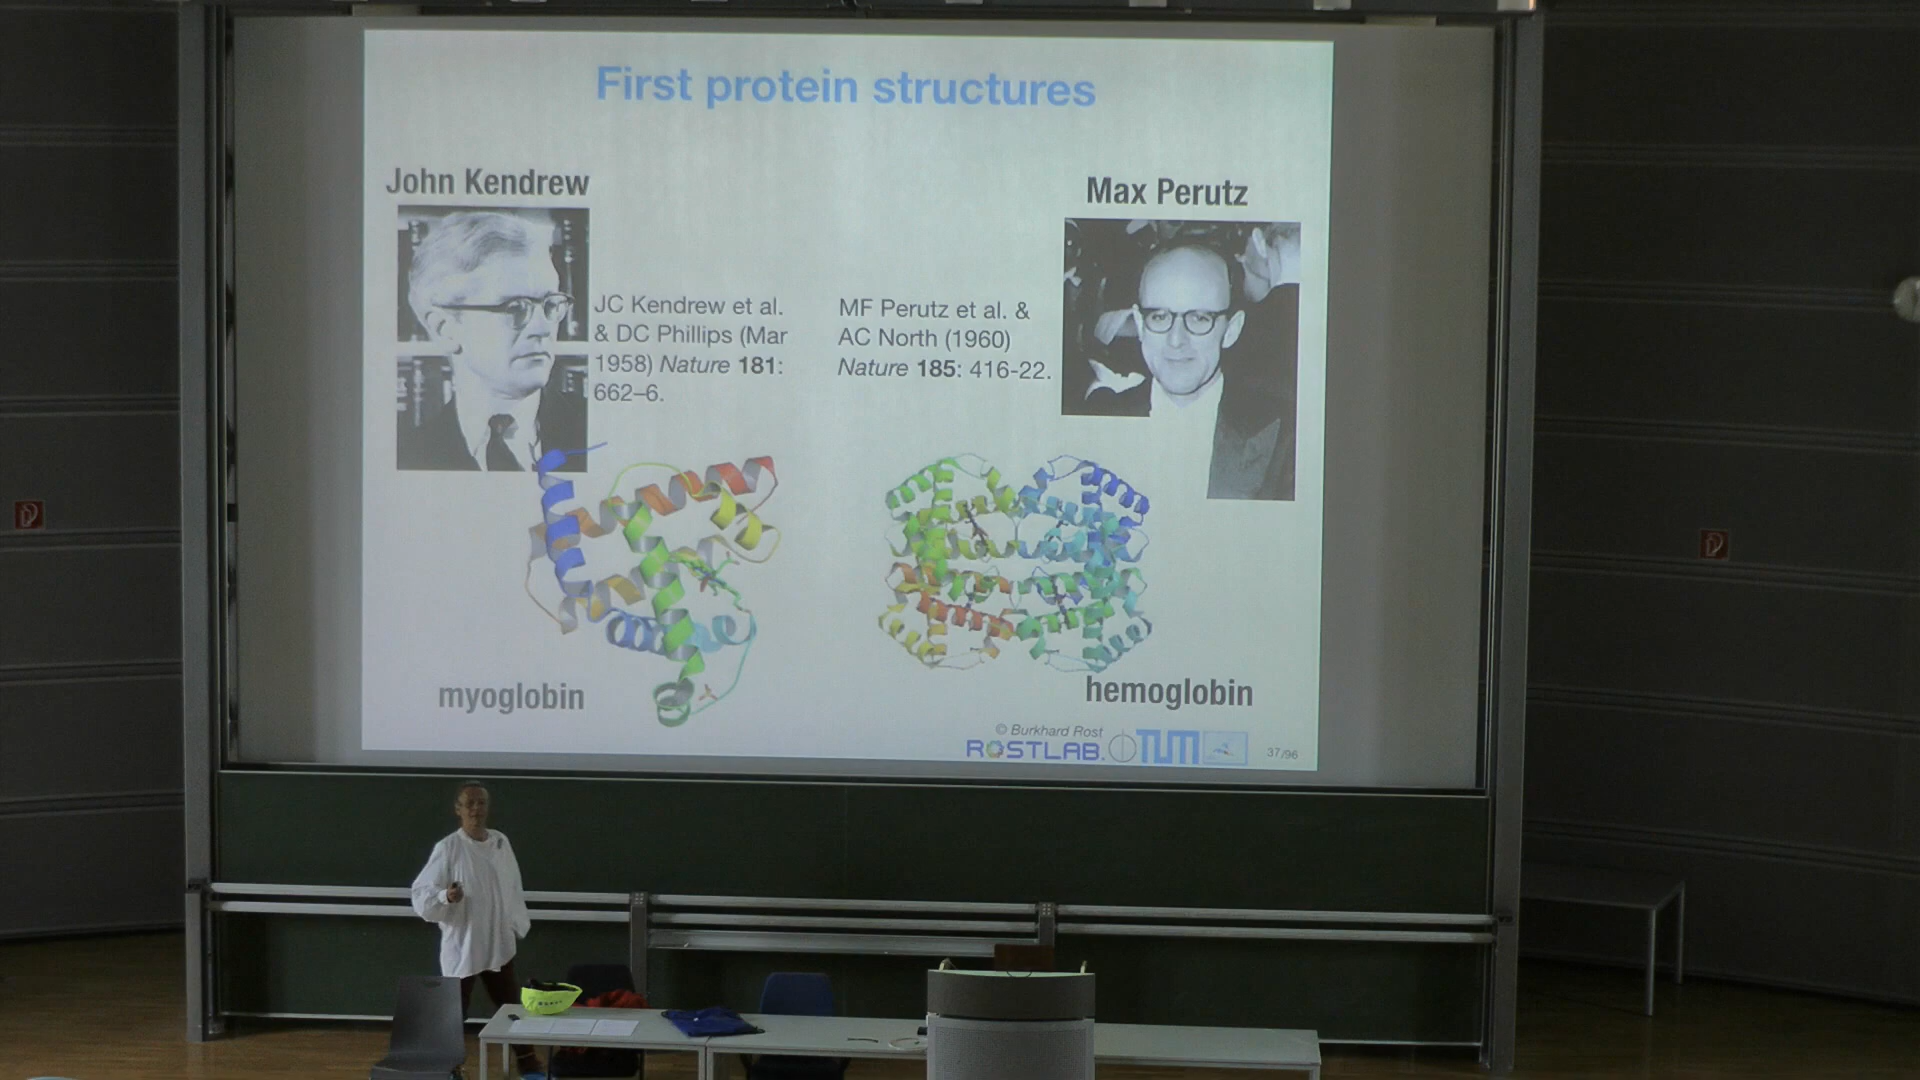 First protein structures
John Kendrew
Max Perutz
JC Kendrew et al.
& DC Phillips (Mar
1958) Nature 181:
662–6.
MF Perutz et al. &
AC North (1960)
Nature 185: 416-22.
myoglobin
hemoglobin
© Burkhard Rost
ROSTLAB.
TUM
37/96